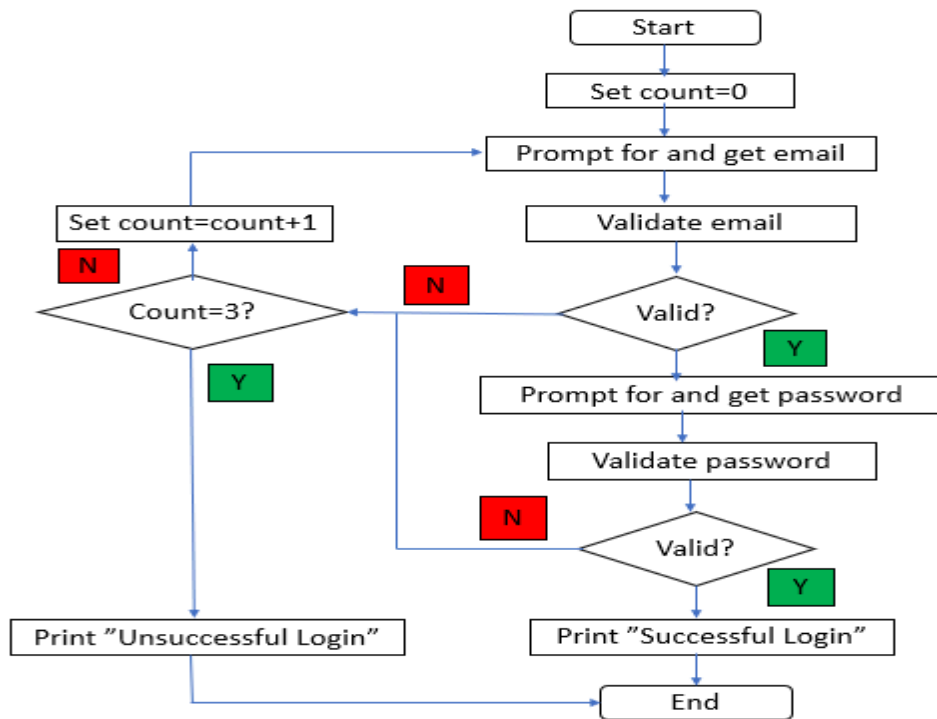 Start
Set count=0
Prompt for and get email
Set count=count+1
Validate email
N
N
Count=3?
Valid?
Y
Y
Prompt for and get password
Validate password
N
Valid?
Y
Print ”Unsuccessful Login”
Print ”Successful Login”
End